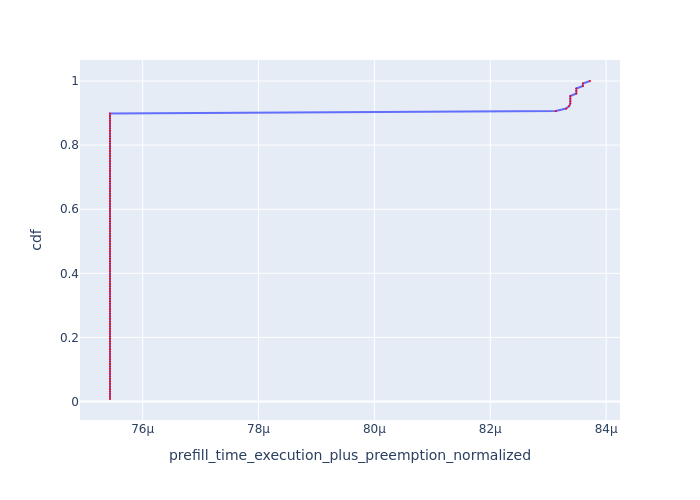 1
0.8
0.6
0.4
0.2
0
cdf
76μ
78μ
80μ
82μ
84μ
prefill_time_execution_plus_preemption_normalized